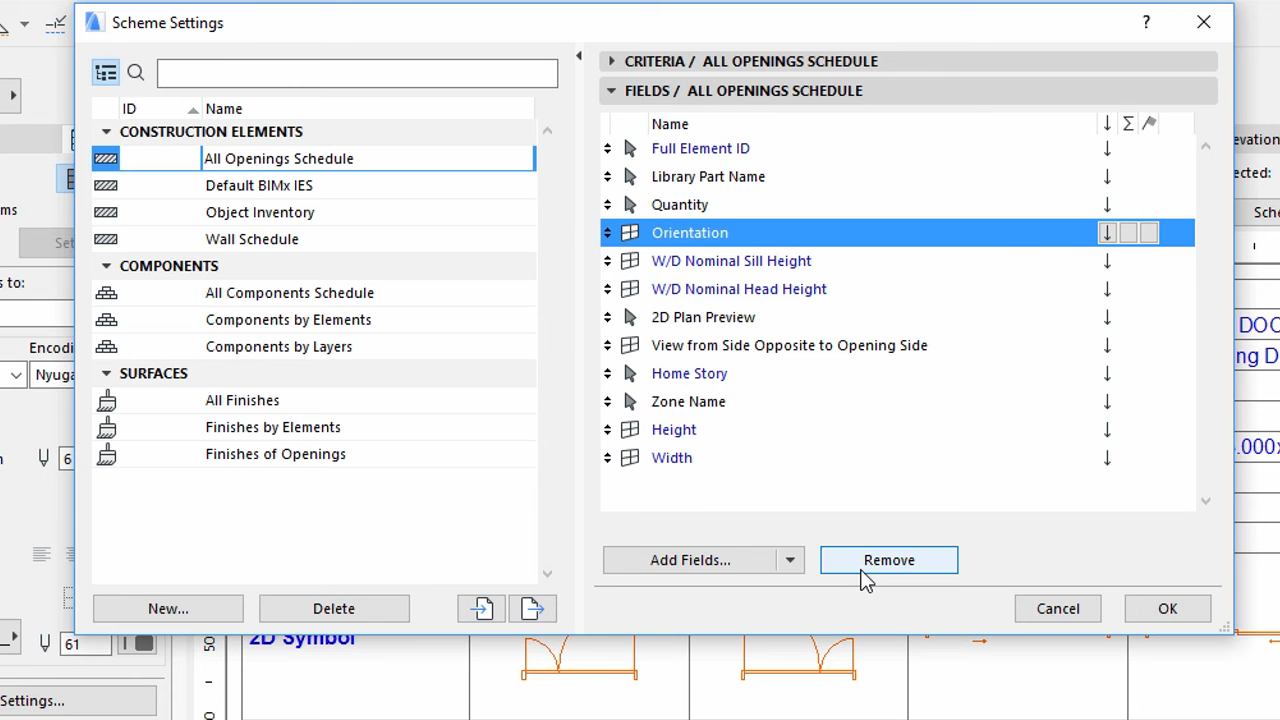 Scheme Settings
?
ID Name
CONSTRUCTION ELEMENTS
All Openings Schedule
Default BIMx IES
Object Inventory
Wall Schedule
COMPONENTS
All Components Schedule
Components by Elements
Components by Layers
SURFACES
All Finishes
Finishes by Elements
Finishes of Openings
New...
Delete
CRITERIA / ALL OPENINGS SCHEDULE
FIELDS / ALL OPENINGS SCHEDULE
Name
Full Element ID
Library Part Name
Quantity
Orientation
W/D Nominal Sill Height
W/D Nominal Head Height
2D Plan Preview
View from Side Opposite to Opening Side
Home Story
Zone Name
Height
Width
Add Fields...
Remove
Cancel
OK
ms
Set
to:
Encodi
Nyuga
6
61
Settings...
50
2D Symbol
evation
ected:
Sche
DOO
ng D
.000x